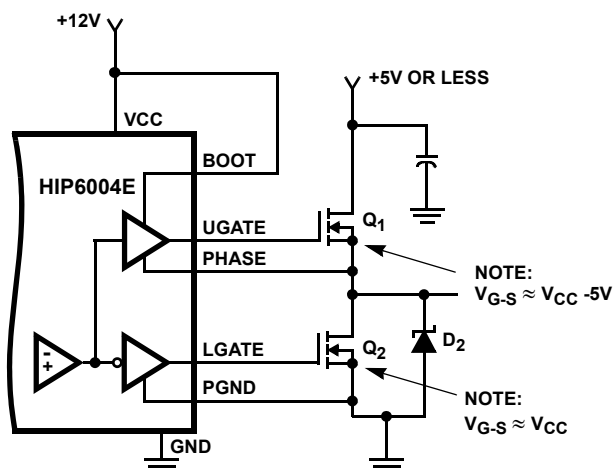 +12V
+5V OR LESS
VCC
BOOT
HIP6004E
UGATE
Q1
PHASE
NOTE:
VG-S ≈ VCC -5V
- +
LGATE
Q2
D2
PGND
NOTE:
VG-S ≈ VCC
GND